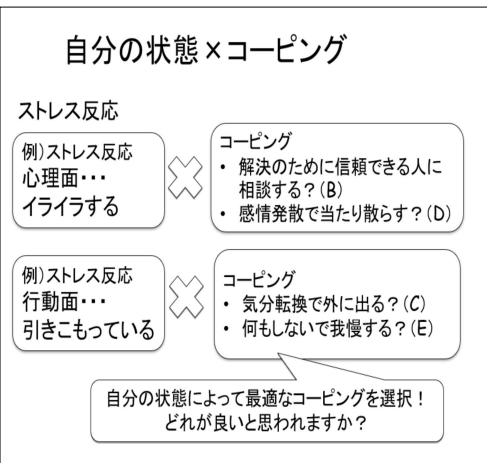 自分の状態×コーピング
ストレス反応
例)ストレス反応
心理面･･･
イライラする
コーピング
• 解決のために信頼できる人に
相談する?(B)
• 感情発散で当たり散らす?(D)
例)ストレス反応
行動面･･･
引きこもっている
コーピング
• 気分転換で外に出る?(C)
• 何もしないで我慢する?(E)
自分の状態によって最適なコーピングを選択!
どれが良いと思われますか?